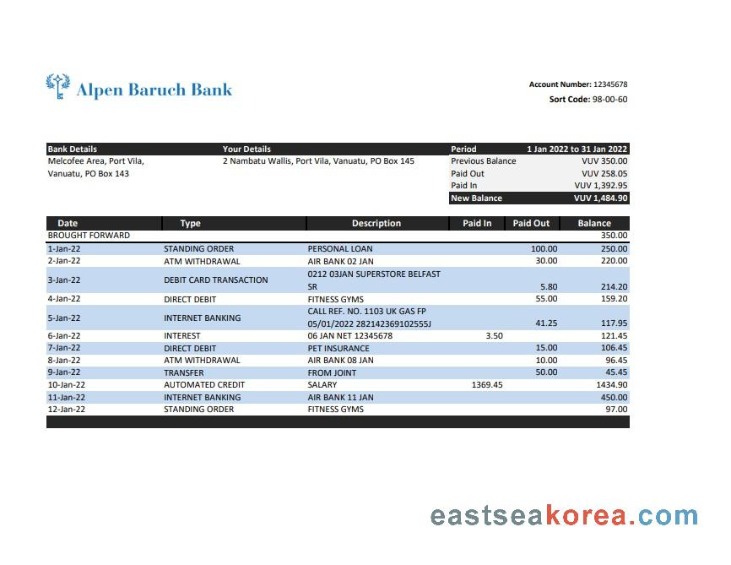 Alpen Baruch Bank
Account Number: 12345678
Sort Code: 98-00-60
Bank Details Your Details Period 1 Jan 2022 to 31 Jan 2022
Melcofee Area, Port Vila, 2 Nambatu Wallis, Port Vila, Vanuatu, PO Box 145 Previous Balance VUV 350.00
Vanuatu, PO Box 143 Paid Out VUV 258.05
Paid In VUV 1,392.95
New Balance VUV 1,484.90
Date Type Description Paid In Paid Out Balance
BROUGHT FORWARD 350.00
1-Jan-22 STANDING ORDER PERSONAL LOAN 100.00 250.00
2-Jan-22 ATM WITHDRAWAL AIR BANK 02 JAN 30.00 220.00
3-Jan-22 DEBIT CARD TRANSACTION 0212 03JAN SUPERSTORE BELFAST
SR 5.80 214.20
4-Jan-22 DIRECT DEBIT FITNESS GYMS 55.00 159.20
5-Jan-22 INTERNET BANKING CALL REF. NO. 1103 UK GAS FP
05/01/2022 282142369102555J 41.25 117.95
6-Jan-22 INTEREST 06 JAN NET 12345678 3.50 121.45
7-Jan-22 DIRECT DEBIT PET INSURANCE 15.00 106.45
8-Jan-22 ATM WITHDRAWAL AIR BANK 08 JAN 10.00 96.45
9-Jan-22 TRANSFER FROM JOINT 50.00 45.45
10-Jan-22 AUTOMATED CREDIT SALARY 1369.45 1434.90
11-Jan-22 INTERNET BANKING AIR BANK 11 JAN 450.00
12-Jan-22 STANDING ORDER FITNESS GYMS 97.00
eastseakorea.com